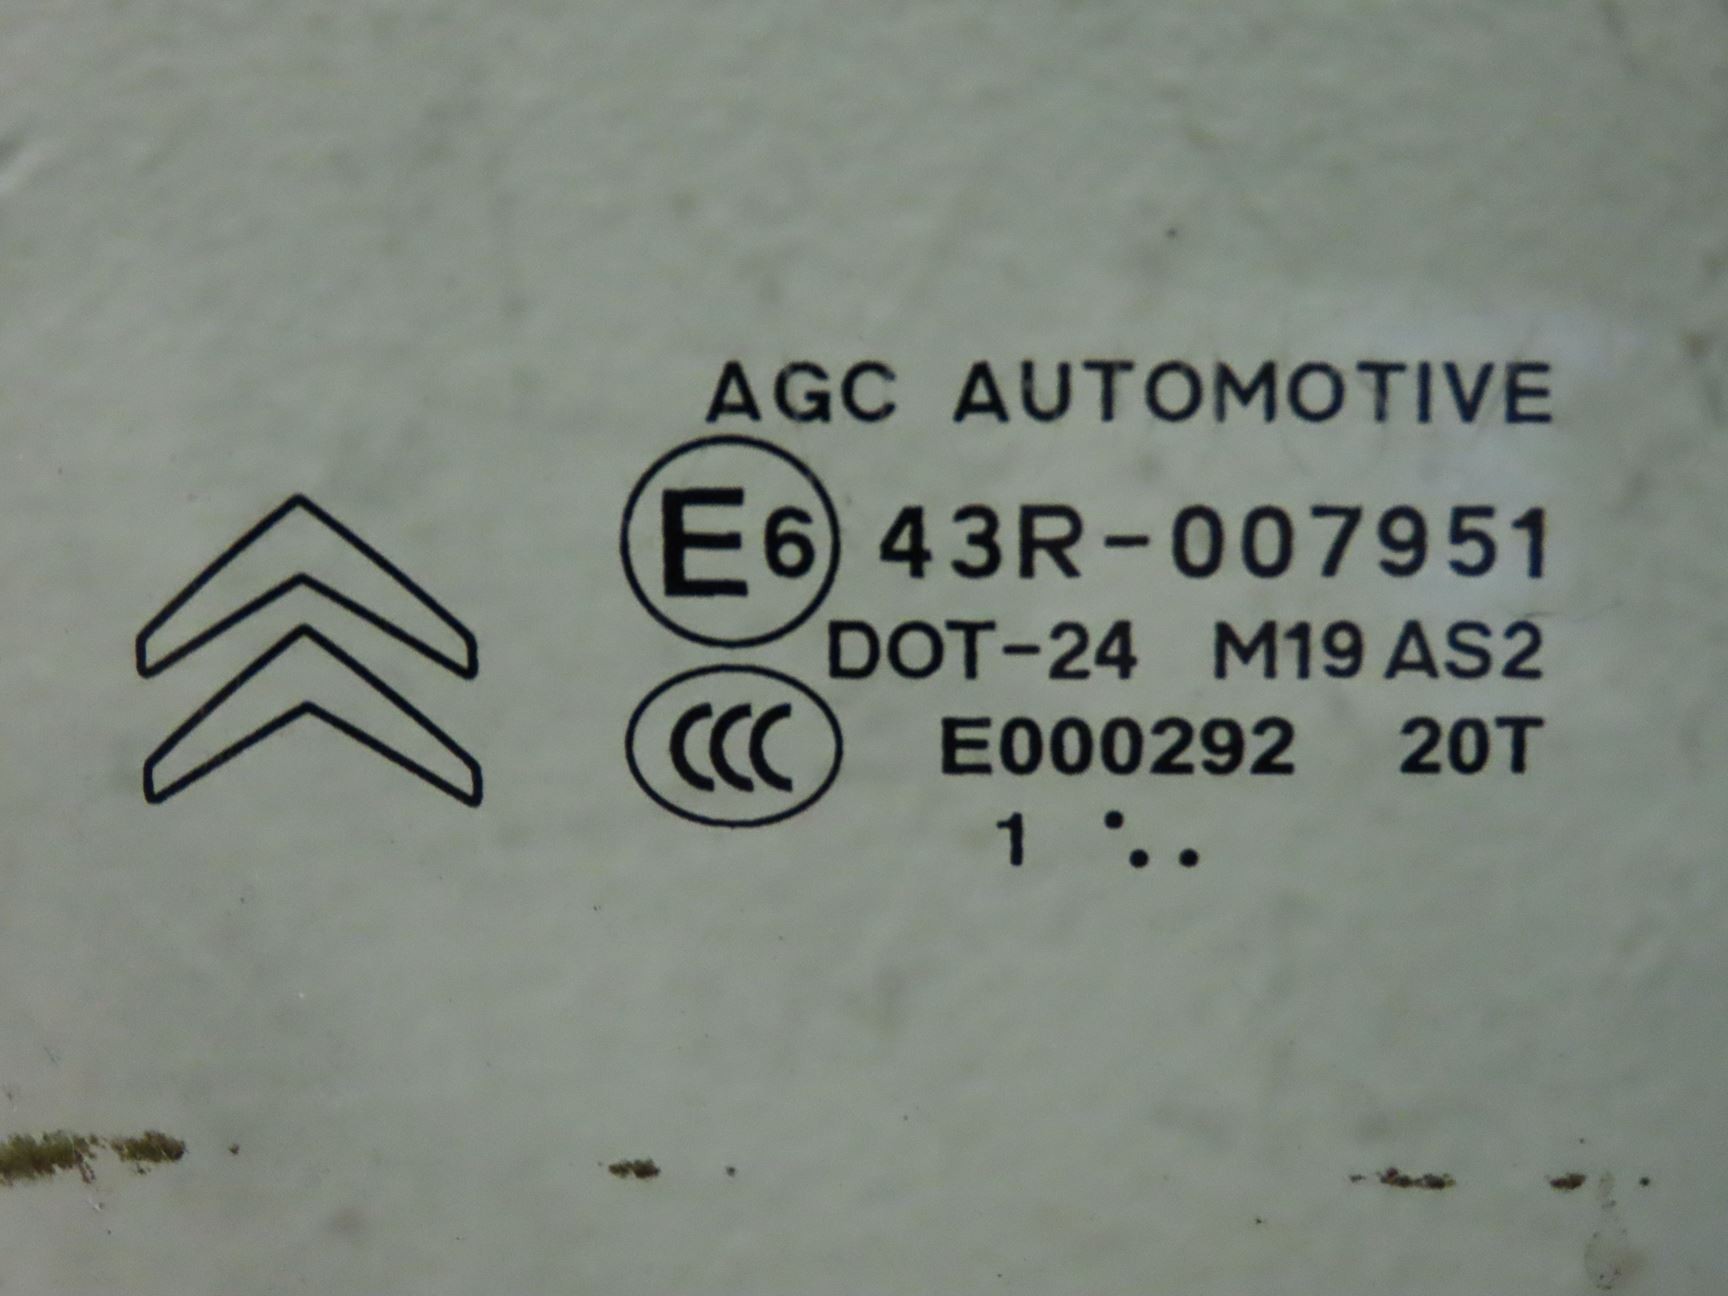 AGC AUTOMOTIVE
E6 43R-007951
DOT-24 M19 AS2
CCC E000292 20T
1